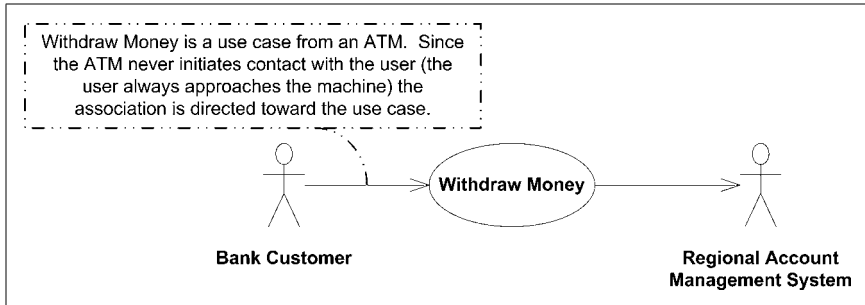 Withdraw Money is a use case from an ATM.  Since
the ATM never initiates contact with the user (the
user always approaches the machine) the
association is directed toward the use case.
Withdraw Money
Bank Customer
Regional Account
Management System